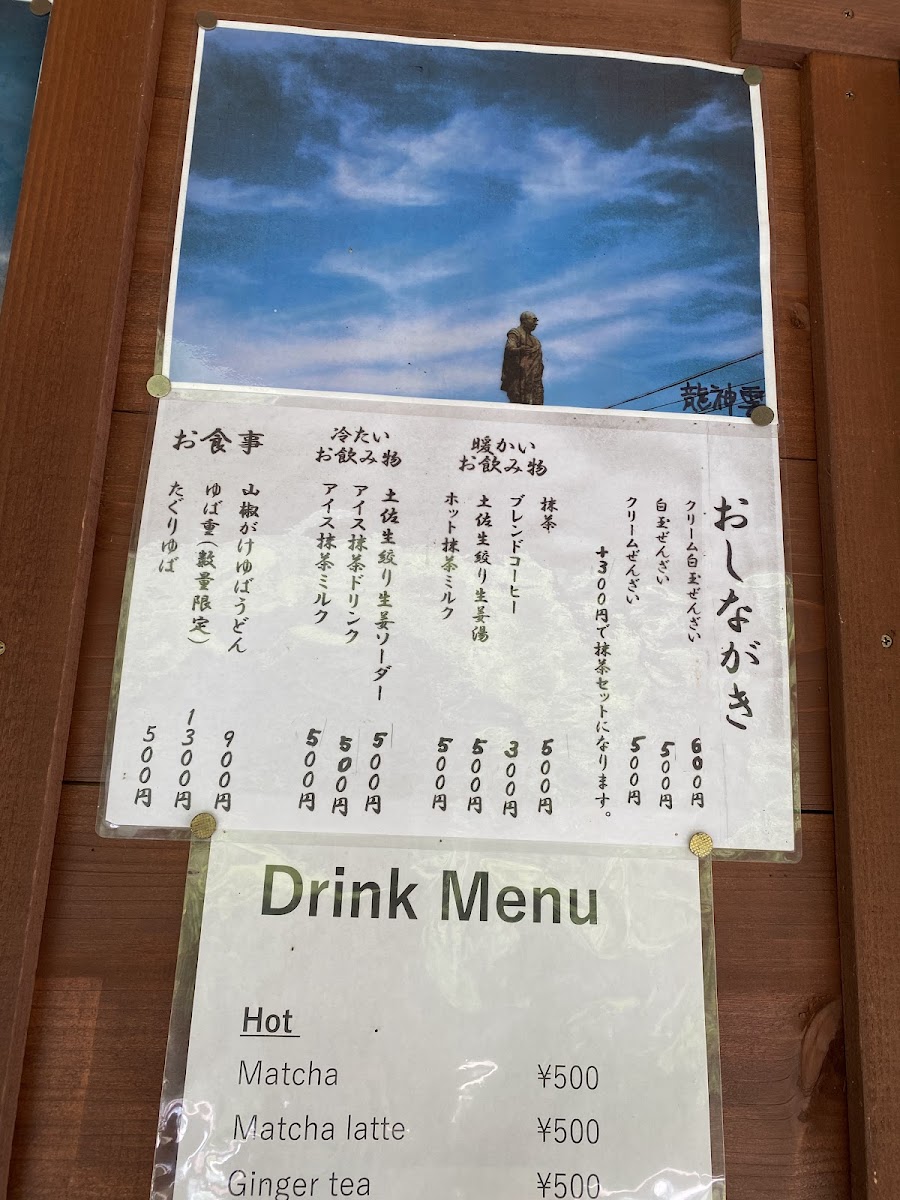 龍神雲
おしながき
クリーム白玉ぜんざい 600円
白玉ぜんざい 500円
クリームぜんざい 500円
+300円で抹茶セットになります。
暖かい
お飲み物
抹茶 500円
ブレンドコーヒー 300円
土佐生絞り生姜湯 500円
ホット抹茶ミルク 500円
冷たい
お飲み物
土佐生絞り生姜ソーダー 500円
アイス抹茶ドリンク 500円
アイス抹茶ミルク 500円
お食事
山椒がけゆばうどん 900円
ゆば重(数量限定) 1300円
たぐりゆば 500円
Drink Menu
Hot
Matcha ¥500
Matcha latte ¥500
Ginger tea ¥500